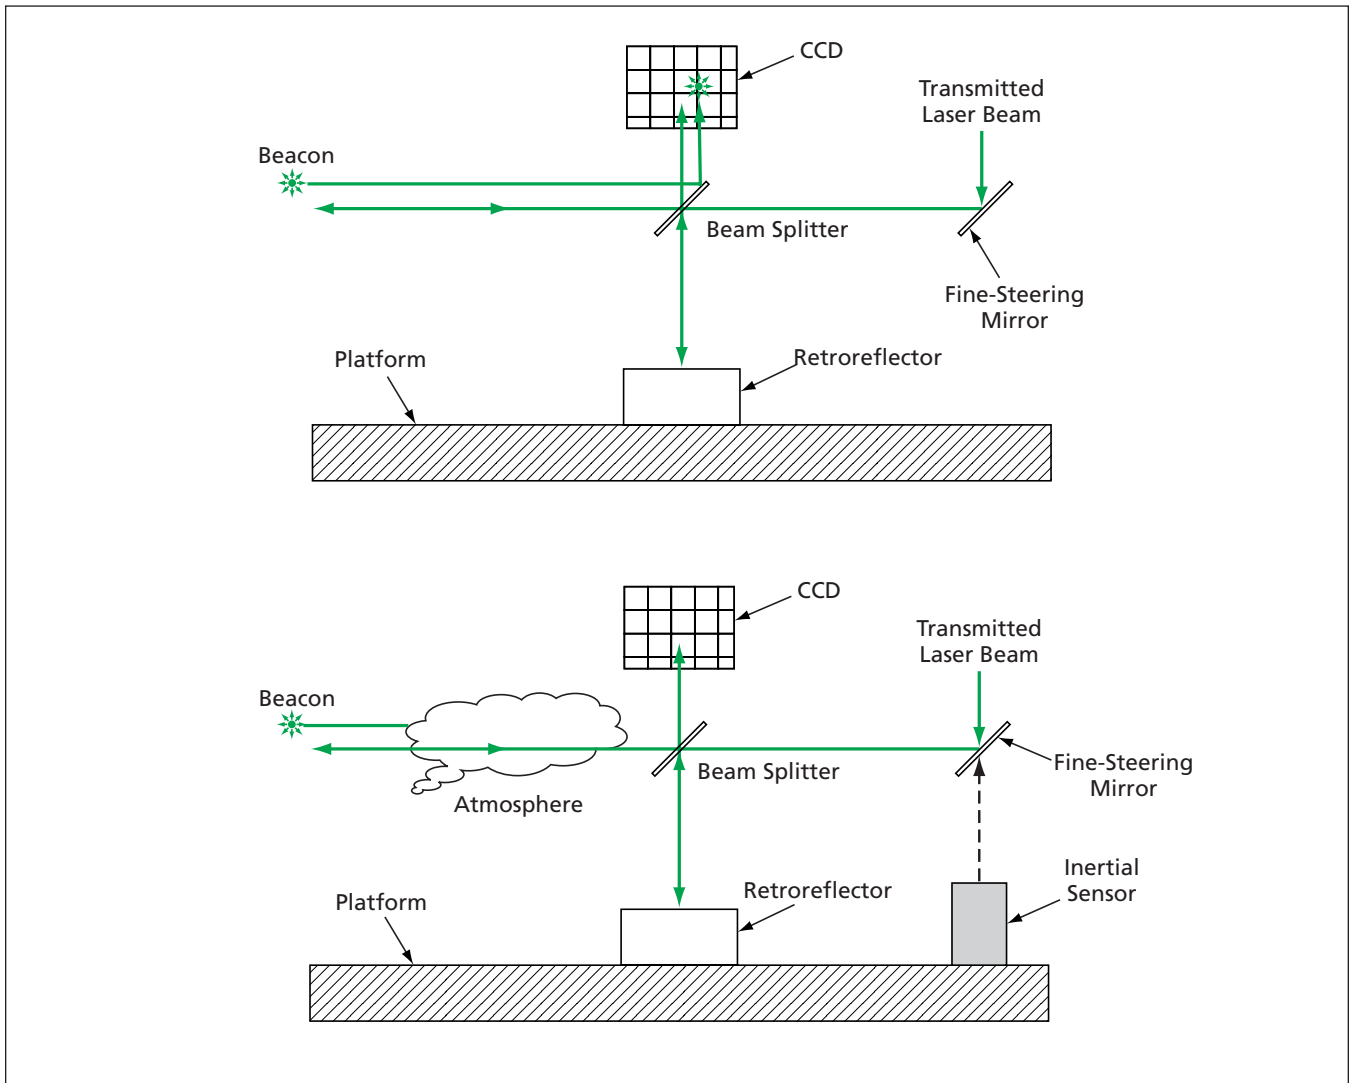 CCD
Transmitted
Laser Beam
Beacon
Beam Splitter
Fine-Steering
Mirror
Platform
Retroreflector
CCD
Transmitted
Laser Beam
Beacon
Fine-Steering
Mirror
Beam Splitter
Atmosphere
Inertial
Sensor
Retroreflector
Platform